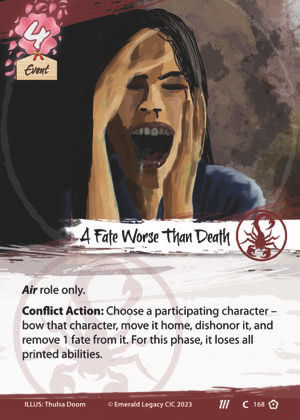 4
Event
A Fate Worse Than Death
Air role only.
Conflict Action: Choose a participating character –
bow that character, move it home, dishonor it, and
remove 1 fate from it. For this phase, it loses all
printed abilities.
ILLUS: Thulsa Doom © Emerald Legacy CIC 2023 C 168